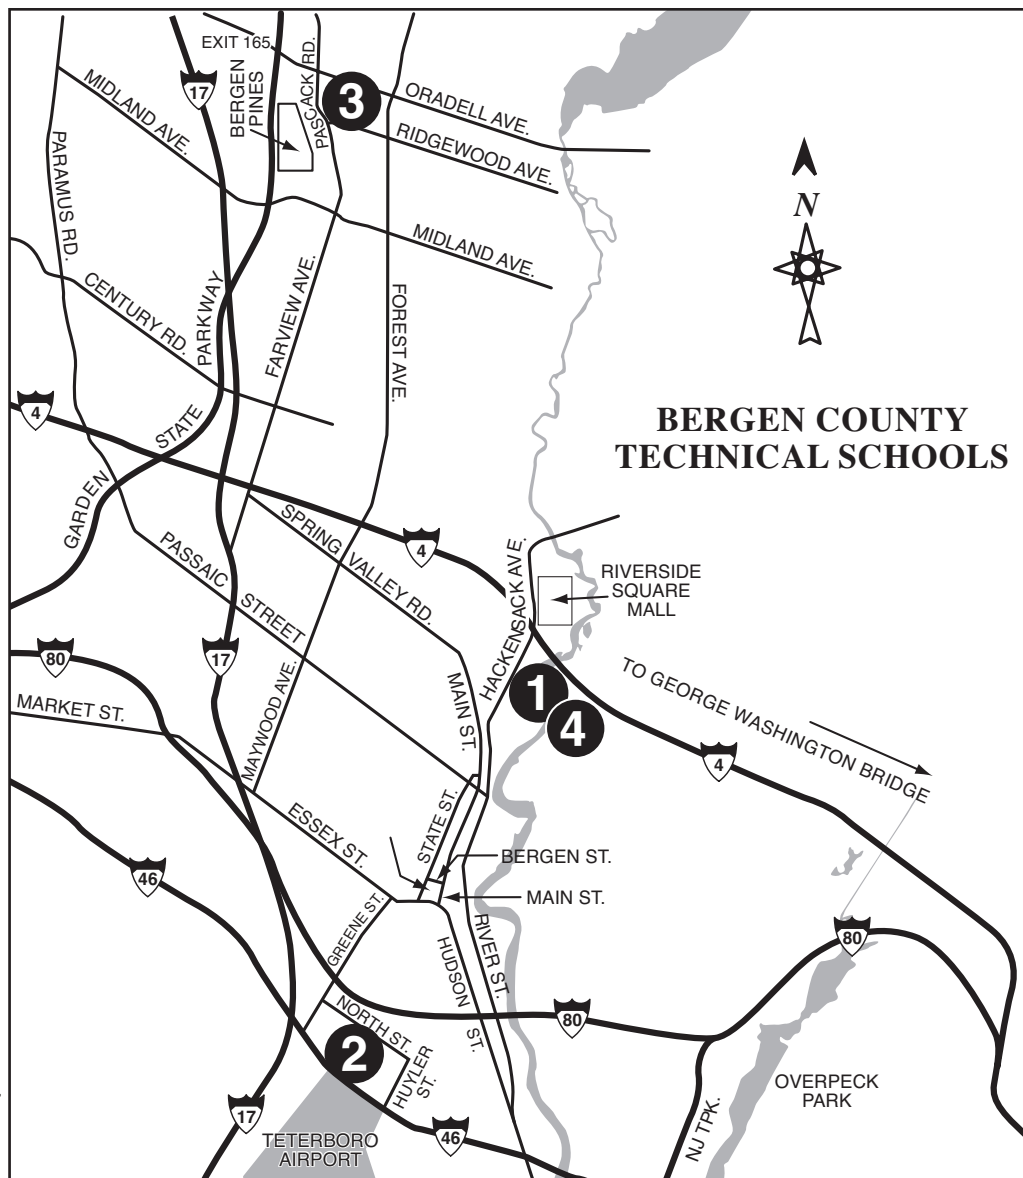 EXIT 165
17
BERGEN
PINES
PASCACK RD.
3
ORADELL AVE.
RIDGEWOOD AVE.
MIDLAND AVE.
PARAMUS RD.
N
MIDLAND AVE.
CENTURY RD.
PARKWAY
FARVIEW AVE.
FOREST AVE.
4
STATE
GARDEN
BERGEN COUNTY
TECHNICAL SCHOOLS
SPRING VALLEY RD.
4
PASSAIC STREET
HACKENSACK AVE.
RIVERSIDE
SQUARE
MALL
80
17
MARKET ST.
MAYWOOD AVE.
MAIN ST.
1
4
TO GEORGE WASHINGTON BRIDGE
4
ESSEX ST.
STATE ST.
BERGEN ST.
MAIN ST.
46
GREENE ST.
HUDSON ST.
RIVER ST.
80
80
NORTH ST.
2
HUYLER
ST.
17
TETERBORO
AIRPORT
46
NJ TPK.
OVERPECK
PARK